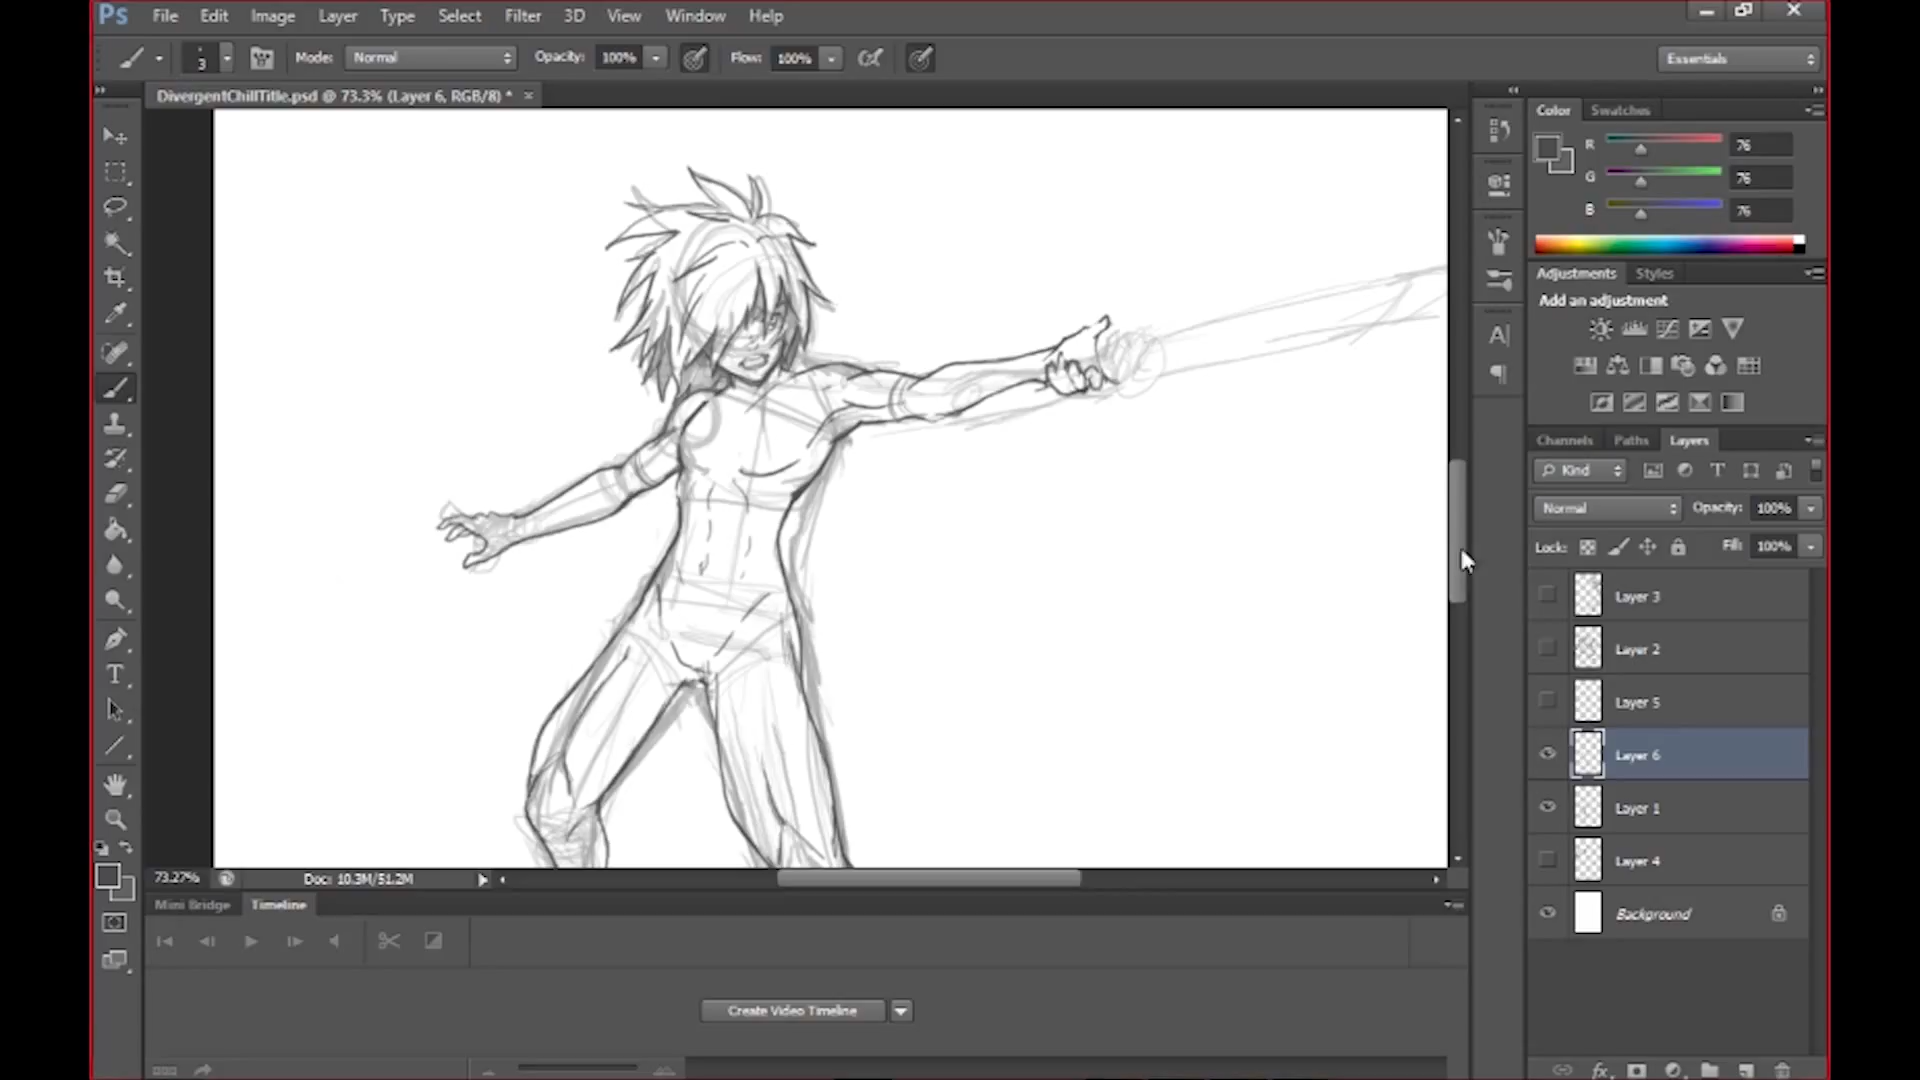 Ps File Edit Image Layer Type Select Filter 3D View Window Help
3 Mode: Normal Opacity: 100% Flow: 100% Essentials
DivergentChillTitle.psd @ 73.3% (Layer 6, RGB/8) * ×
Color Swatches
R 76
G 76
B 76
Adjustments Styles
Add an adjustment
Channels Paths Layers
Kind
Normal Opacity: 100%
Lock: Fill: 100%
Layer 3
Layer 2
Layer 5
Layer 6
Layer 1
Layer 4
Background
73.27% Doc: 10.3M/51.2M
Mini Bridge Timeline
Create Video Timeline